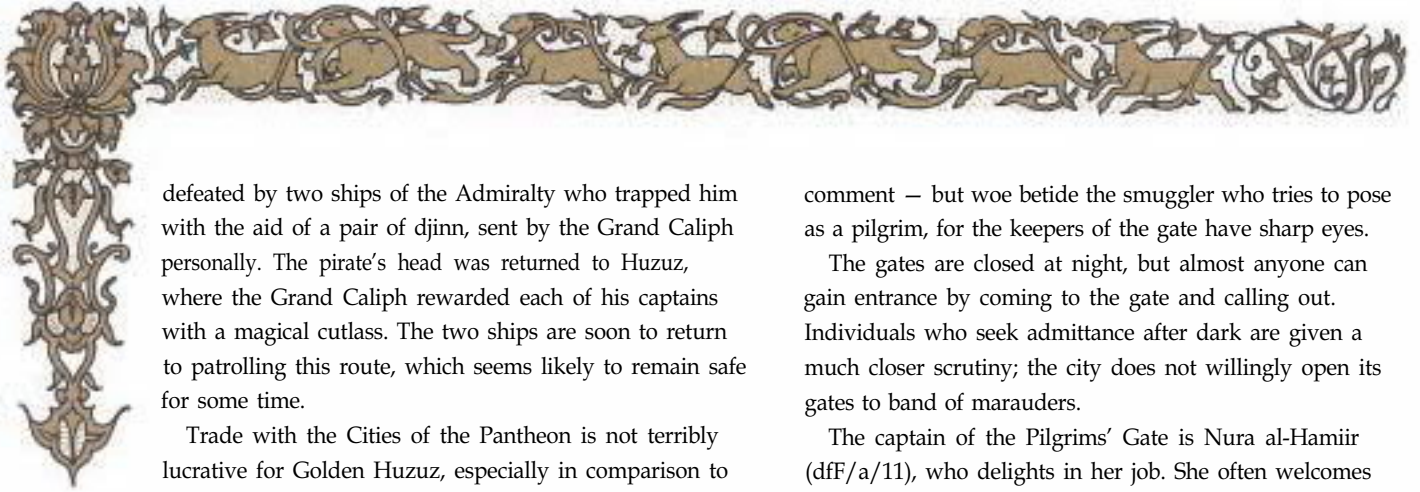 defeated by two ships of the Admiralty who trapped him
with the aid of a pair of djinn, sent by the Grand Caliph
personally. The pirate’s head was returned to Huzuz,
where the Grand Caliph rewarded each of his captains
with a magical cutlass. The two ships are soon to return
to patrolling this route, which seems likely to remain safe
for some time.
Trade with the Cities of the Pantheon is not terribly
lucrative for Golden Huzuz, especially in comparison to
comment — but woe betide the smuggler who tries to pose
as a pilgrim, for the keepers of the gate have sharp eyes.
The gates are closed at night, but almost anyone can
gain entrance by coming to the gate and calling out.
Individuals who seek admittance after dark are given a
much closer scrutiny; the city does not willingly open its
gates to band of marauders.
The captain of the Pilgrims’ Gate is Nura al-Hamiir
(dfF/a/11), who delights in her job. She often welcomes